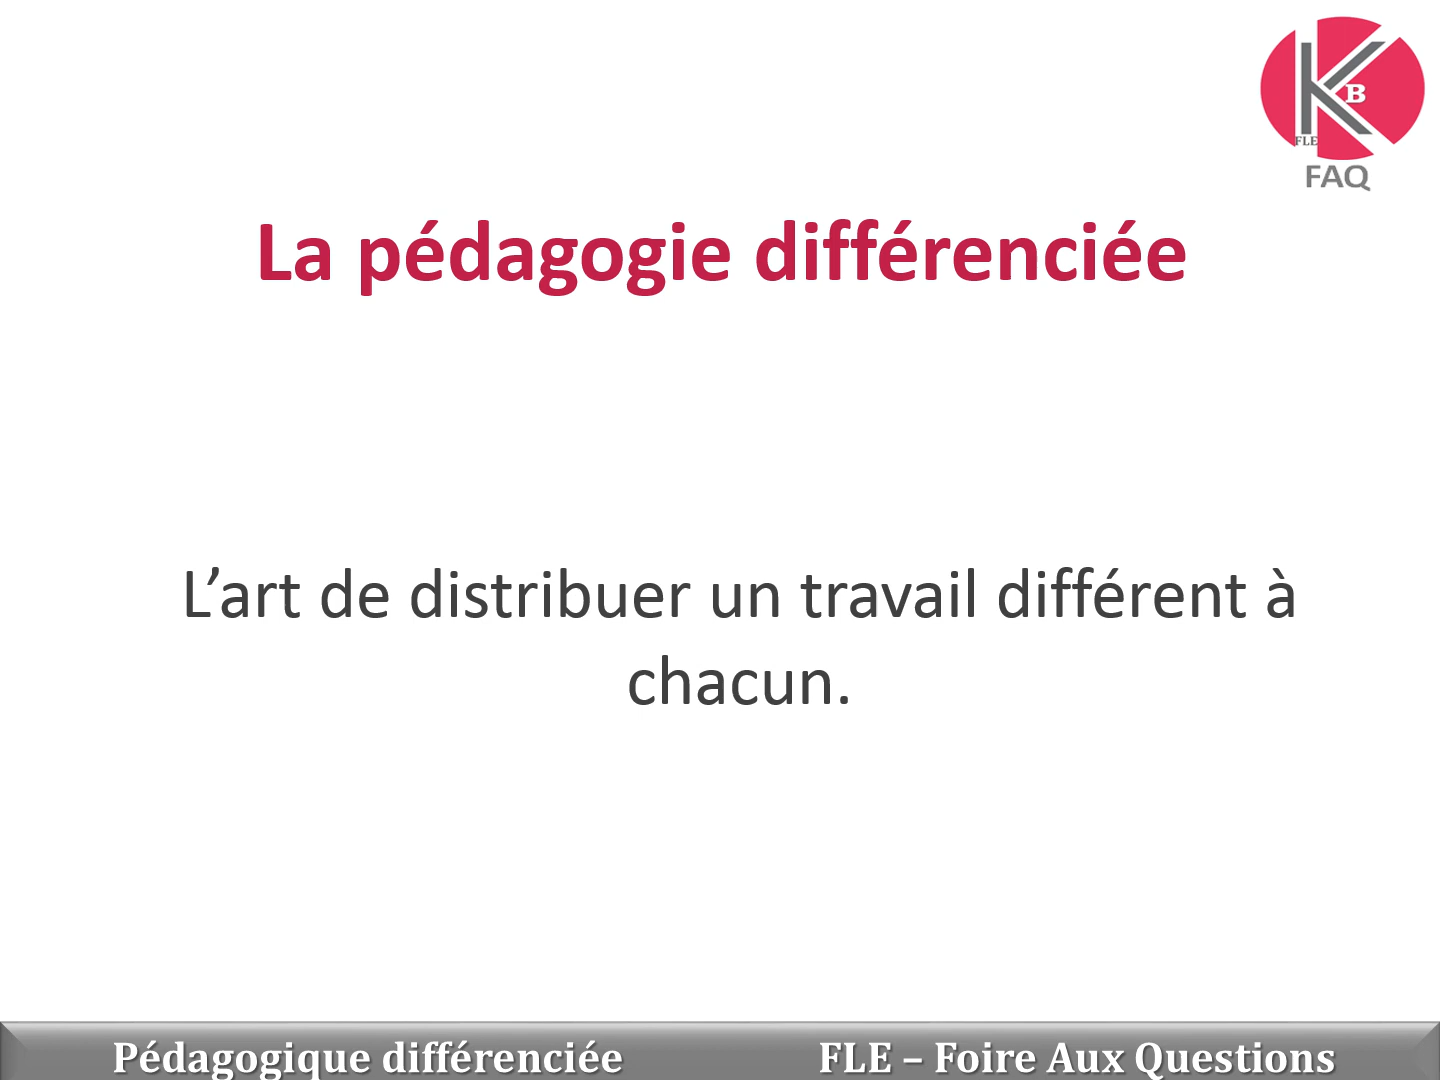 K B
FLE
FAQ
La pédagogie différenciée
L’art de distribuer un travail différent à
chacun.
Pédagogique différenciée FLE – Foire Aux Questions